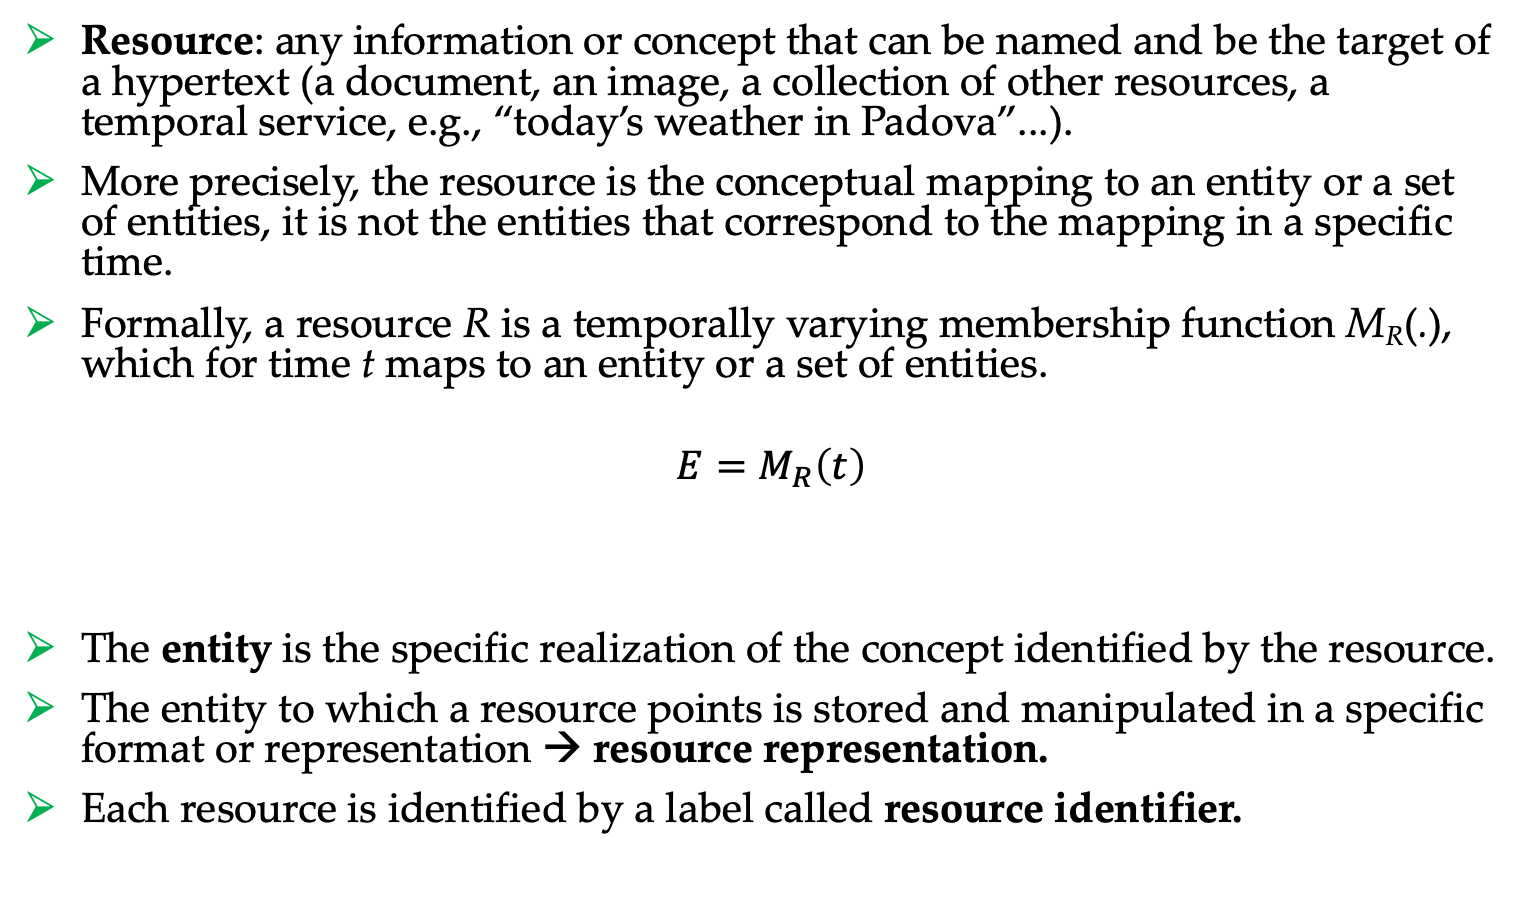 ➢ Resource: any information or concept that can be named and be the target of
a hypertext (a document, an image, a collection of other resources, a
temporal service, e.g., “today’s weather in Padova”...).
➢ More precisely, the resource is the conceptual mapping to an entity or a set
of entities, it is not the entities that correspond to the mapping in a specific
time.
➢ Formally, a resource R is a temporally varying membership function M_R(.),
which for time t maps to an entity or a set of entities.
E = M_R(t)
➢ The entity is the specific realization of the concept identified by the resource.
➢ The entity to which a resource points is stored and manipulated in a specific
format or representation → resource representation.
➢ Each resource is identified by a label called resource identifier.